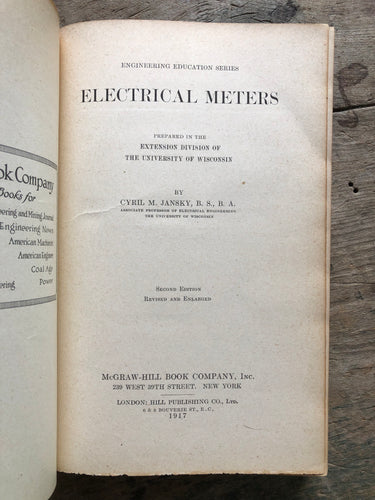 ok Company
Books for
ering and Mining Journal
Engineering News
American Machinist
American Engineer
Coal Age
ering Power
ENGINEERING EDUCATION SERIES
ELECTRICAL METERS
PREPARED IN THE
EXTENSION DIVISION OF
THE UNIVERSITY OF WISCONSIN
BY
CYRIL M. JANSKY, B. S., B. A.
ASSOCIATE PROFESSOR OF ELECTRICAL ENGINEERING
THE UNIVERSITY OF WISCONSIN
SECOND EDITION
REVISED AND ENLARGED
McGRAW-HILL BOOK COMPANY, INC.
239 WEST 39TH STREET. NEW YORK
LONDON: HILL PUBLISHING CO., LTD.
6 & 8 BOUVERIE ST., E.C.
1917